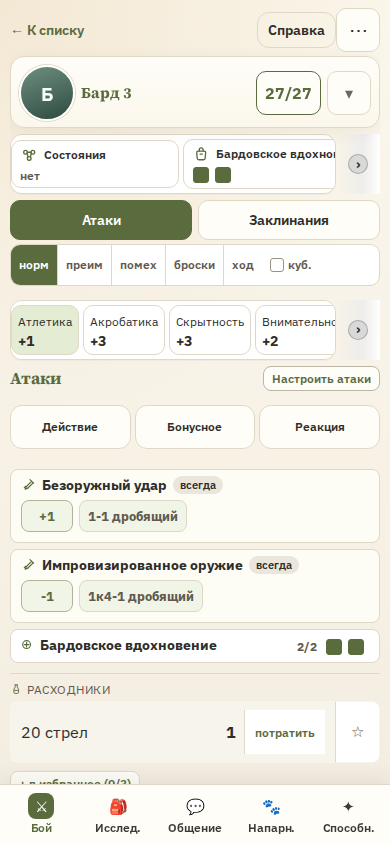 ← К списку
Справка
...
Б
Бард 3
27/27
▾
Состояния
нет
Бардовское вдохно
›
Атаки
Заклинания
норм
преим
помех
броски
ход
куб.
Атлетика
+1
Акробатика
+3
Скрытность
+3
Внимательно
+2
›
Атаки
Настроить атаки
Действие
Бонусное
Реакция
Безоружный удар
всегда
+1
1-1 дробящий
Импровизированное оружие
всегда
-1
1к4-1 дробящий
Бардовское вдохновение
2/2
РАСХОДНИКИ
20 стрел
1
потратить
☆
Бой
Исслед.
Общение
Напарн.
Способн.